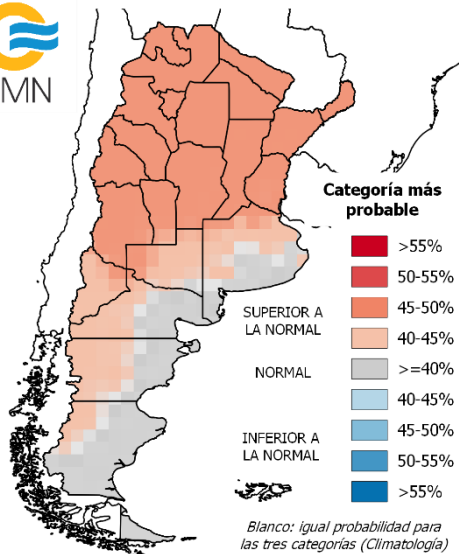 MN
Categoría más
probable
>55%
50-55%
45-50%
SUPERIOR A
LA NORMAL
40-45%
NORMAL
>=40%
40-45%
INFERIOR A
LA NORMAL
45-50%
50-55%
>55%
Blanco: igual probabilidad para
las tres categorías (Climatología)